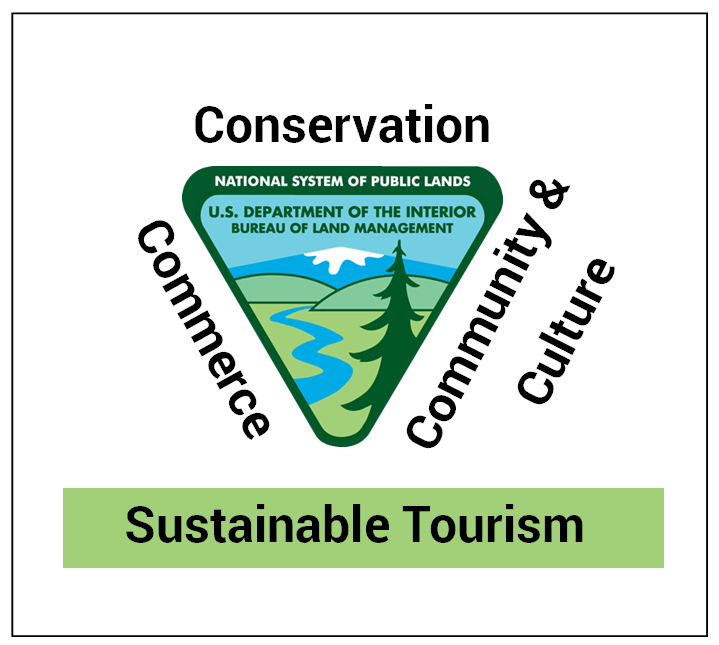 Conservation
NATIONAL SYSTEM OF PUBLIC LANDS
U.S. DEPARTMENT OF THE INTERIOR
BUREAU OF LAND MANAGEMENT
Commerce
Community &
Culture
Sustainable Tourism